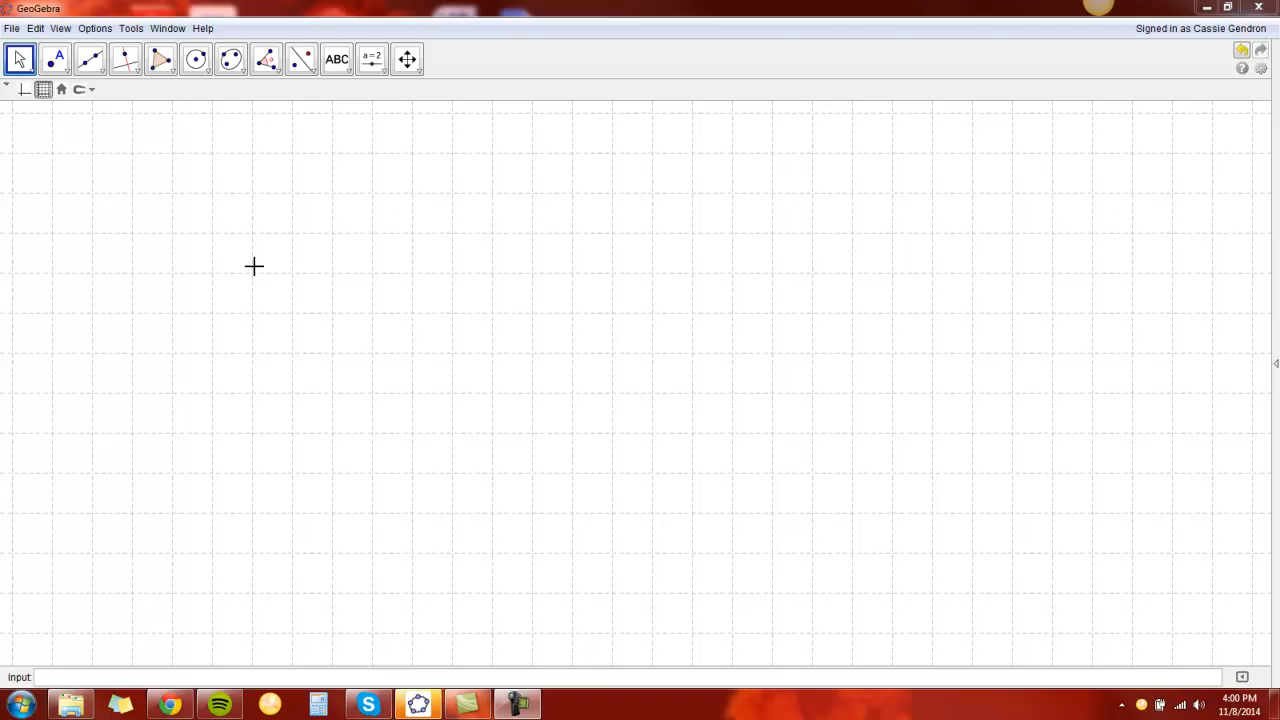 GeoGebra
File Edit View Options Tools Window Help
Signed in as Cassie Gendron
A
ABC
a=2
Input
4:00 PM
11/8/2014